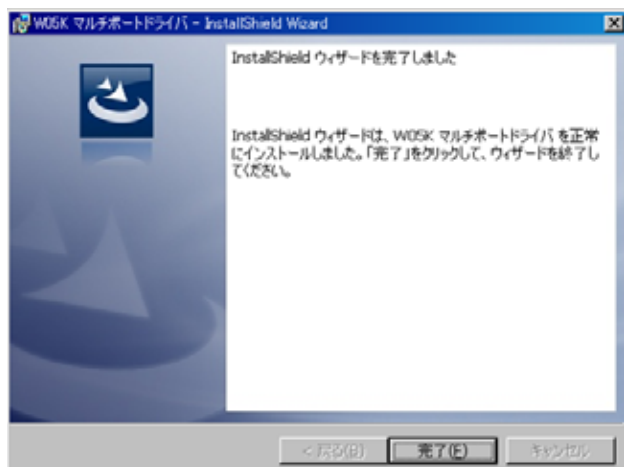 W05K マルチポートドライバ - InstallShield Wizard
InstallShield ウィザードを完了しました
InstallShield ウィザードは、W05K マルチポートドライバ を正常
にインストールしました。「完了」をクリックして、ウィザードを終了し
てください。
< 戻る(B)
完了(F)
キャンセル